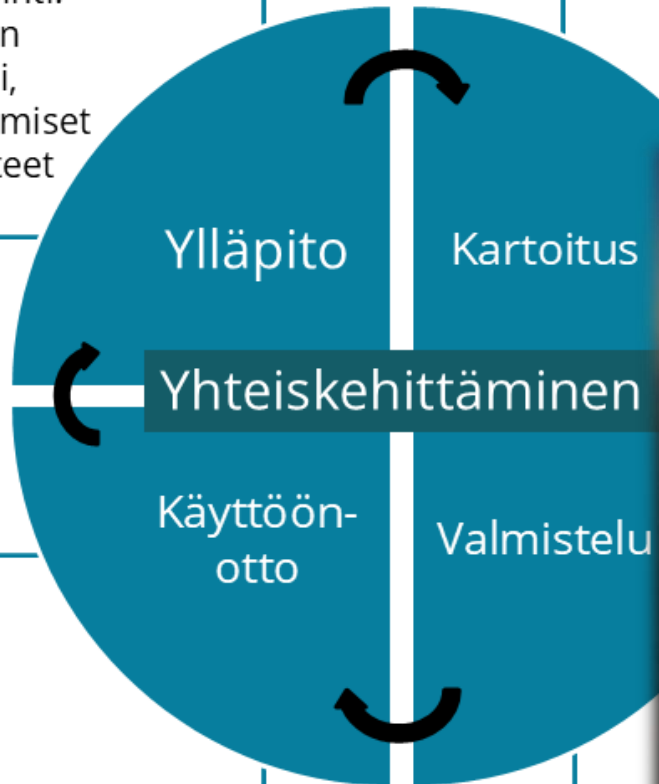 n
i,
miset
teet
Ylläpito
Kartoitus
Yhteiskehittäminen
Käyttöön-
otto
Valmistelu